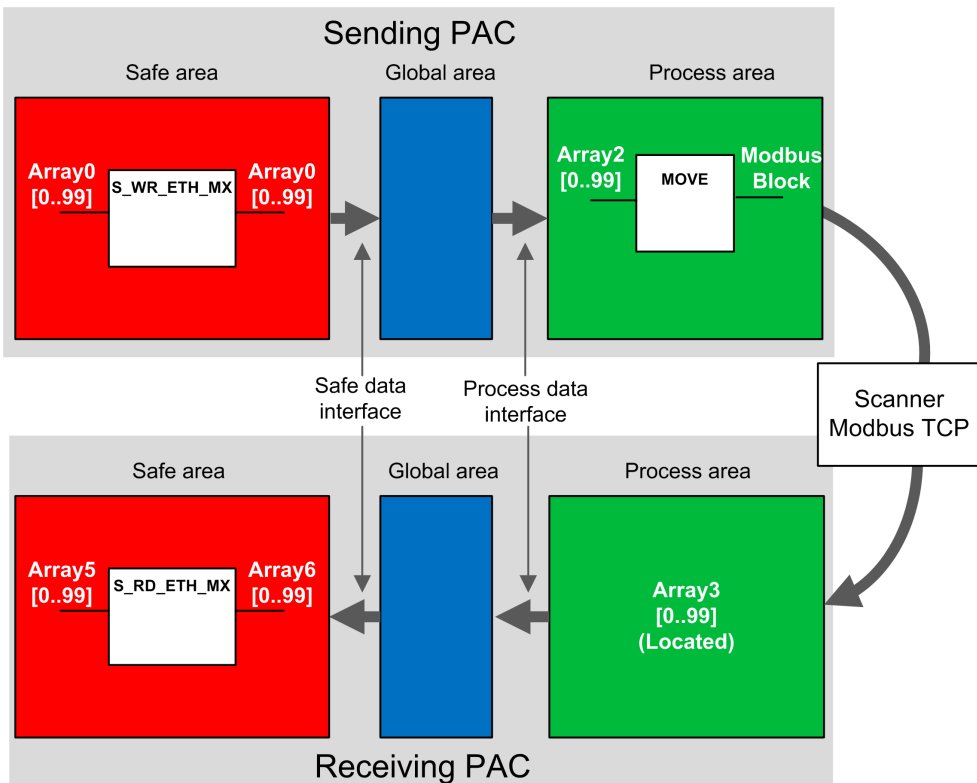 Sending PAC
Safe area
Global area
Process area
Array0
[0..99]
S_WR_ETH_MX
Array0
[0..99]
Array2
[0..99]
MOVE
Modbus
Block
Safe data
interface
Process data
interface
Scanner
Modbus TCP
Safe area
Global area
Process area
Array5
[0..99]
S_RD_ETH_MX
Array6
[0..99]
Array3
[0..99]
(Located)
Receiving PAC